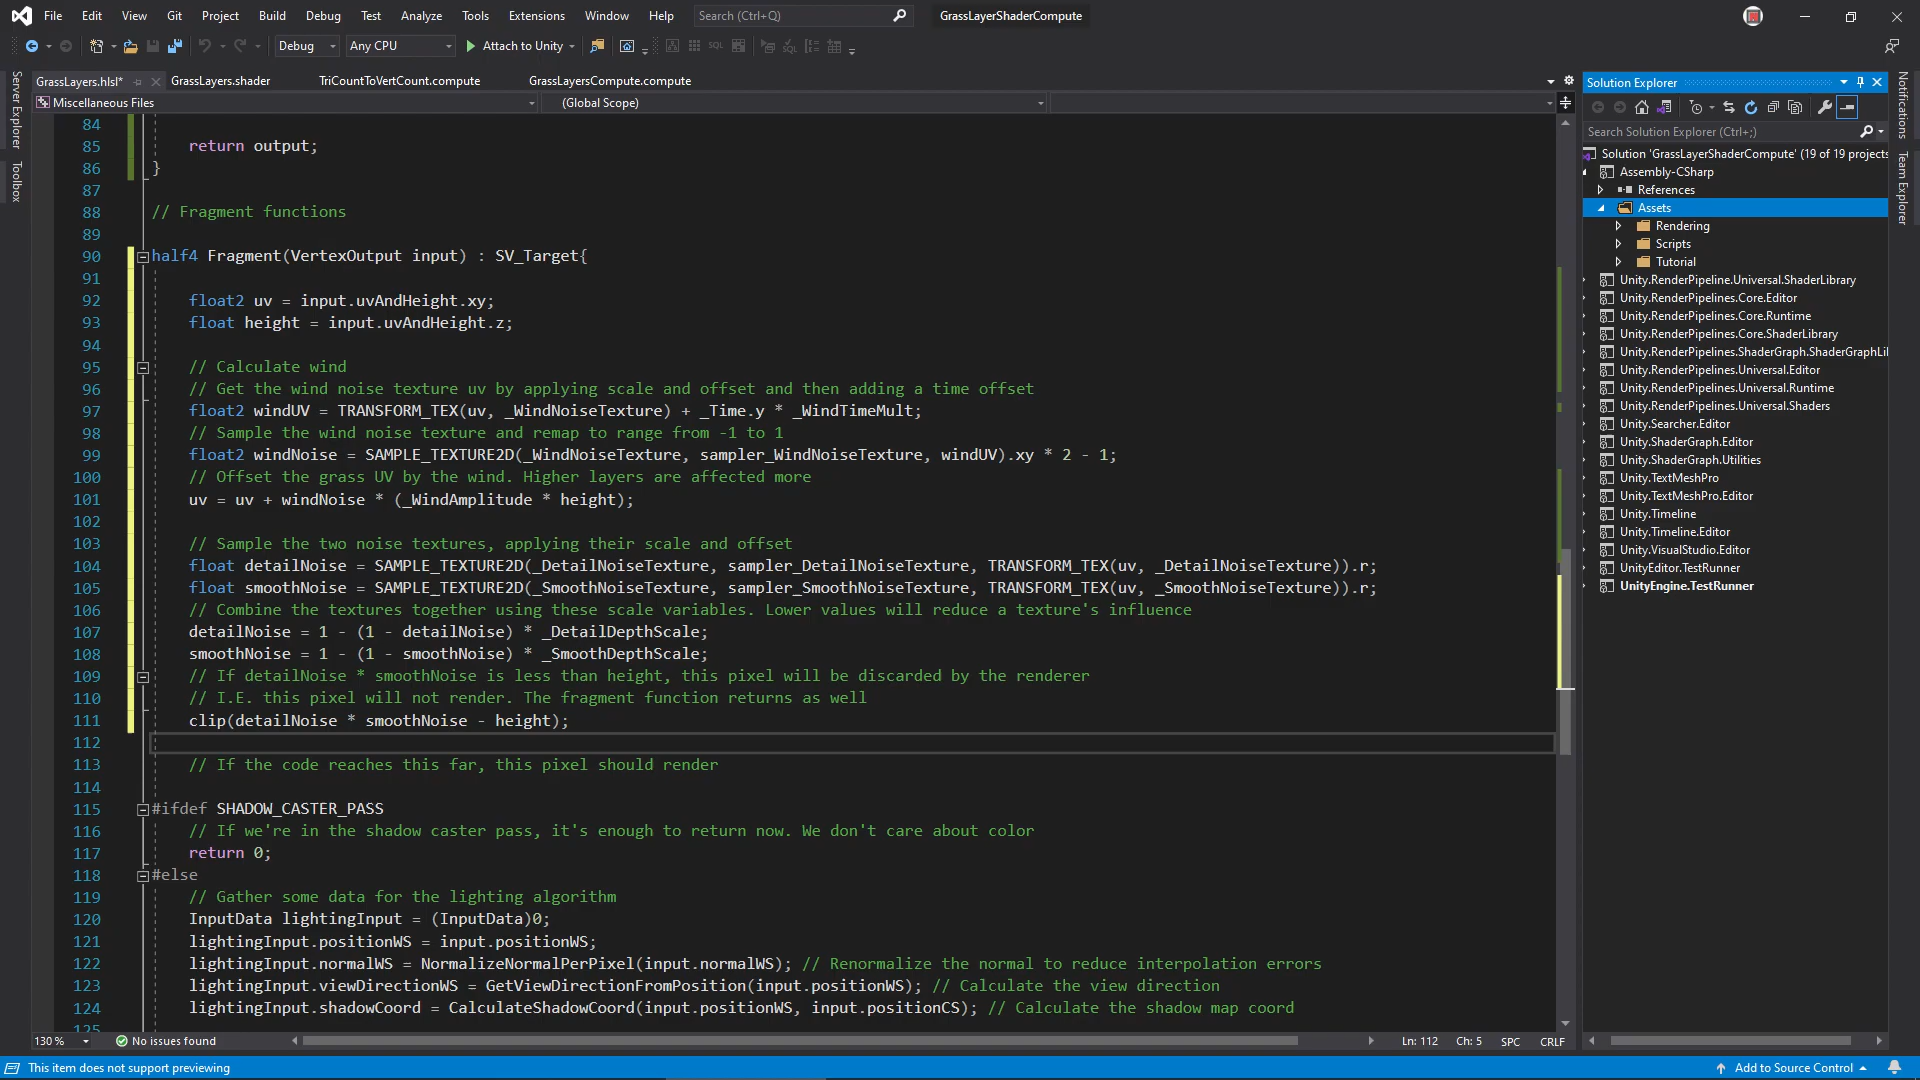 File Edit View Git Project Build Debug Test Analyze Tools Extensions Window Help Search (Ctrl+Q) GrassLayerShaderCompute
Debug Any CPU Attach to Unity
GrassLayers.hlsl* GrassLayers.shader TriCountToVertCount.compute GrassLayersCompute.compute
Miscellaneous Files (Global Scope)
Server Explorer
Toolbox
84
85 return output;
86 }
87
88 // Fragment functions
89
90 half4 Fragment(VertexOutput input) : SV_Target{
91
92 float2 uv = input.uvAndHeight.xy;
93 float height = input.uvAndHeight.z;
94
95 // Calculate wind
96 // Get the wind noise texture uv by applying scale and offset and then adding a time offset
97 float2 windUV = TRANSFORM_TEX(uv, _WindNoiseTexture) + _Time.y * _WindTimeMult;
98 // Sample the wind noise texture and remap to range from -1 to 1
99 float2 windNoise = SAMPLE_TEXTURE2D(_WindNoiseTexture, sampler_WindNoiseTexture, windUV).xy * 2 - 1;
100 // Offset the grass UV by the wind. Higher layers are affected more
101 uv = uv + windNoise * (_WindAmplitude * height);
102
103 // Sample the two noise textures, applying their scale and offset
104 float detailNoise = SAMPLE_TEXTURE2D(_DetailNoiseTexture, sampler_DetailNoiseTexture, TRANSFORM_TEX(uv, _DetailNoiseTexture)).r;
105 float smoothNoise = SAMPLE_TEXTURE2D(_SmoothNoiseTexture, sampler_SmoothNoiseTexture, TRANSFORM_TEX(uv, _SmoothNoiseTexture)).r;
106 // Combine the textures together using these scale variables. Lower values will reduce a texture's influence
107 detailNoise = 1 - (1 - detailNoise) * _DetailDepthScale;
108 smoothNoise = 1 - (1 - smoothNoise) * _SmoothDepthScale;
109 // If detailNoise * smoothNoise is less than height, this pixel will be discarded by the renderer
110 // I.E. this pixel will not render. The fragment function returns as well
111 clip(detailNoise * smoothNoise - height);
112
113 // If the code reaches this far, this pixel should render
114
115 #ifdef SHADOW_CASTER_PASS
116 // If we're in the shadow caster pass, it's enough to return now. We don't care about color
117 return 0;
118 #else
119 // Gather some data for the lighting algorithm
120 InputData lightingInput = (InputData)0;
121 lightingInput.positionWS = input.positionWS;
122 lightingInput.normalWS = NormalizeNormalPerPixel(input.normalWS); // Renormalize the normal to reduce interpolation errors
123 lightingInput.viewDirectionWS = GetViewDirectionFromPosition(input.positionWS); // Calculate the view direction
124 lightingInput.shadowCoord = CalculateShadowCoord(input.positionWS, input.positionCS); // Calculate the shadow map coord
125
130 % No issues found Ln: 112 Ch: 5 SPC CRLF
Solution Explorer
Search Solution Explorer (Ctrl+;)
Solution 'GrassLayerShaderCompute' (19 of 19 projects
Assembly-CSharp
References
Assets
Rendering
Scripts
Tutorial
Unity.RenderPipeline.Universal.ShaderLibrary
Unity.RenderPipelines.Core.Editor
Unity.RenderPipelines.Core.Runtime
Unity.RenderPipelines.Core.ShaderLibrary
Unity.RenderPipelines.ShaderGraph.ShaderGraphLi
Unity.RenderPipelines.Universal.Editor
Unity.RenderPipelines.Universal.Runtime
Unity.RenderPipelines.Universal.Shaders
Unity.Searcher.Editor
Unity.ShaderGraph.Editor
Unity.ShaderGraph.Utilities
Unity.TextMeshPro
Unity.TextMeshPro.Editor
Unity.Timeline
Unity.Timeline.Editor
Unity.VisualStudio.Editor
UnityEditor.TestRunner
UnityEngine.TestRunner
Notifications
Team Explorer
This item does not support previewing Add to Source Control